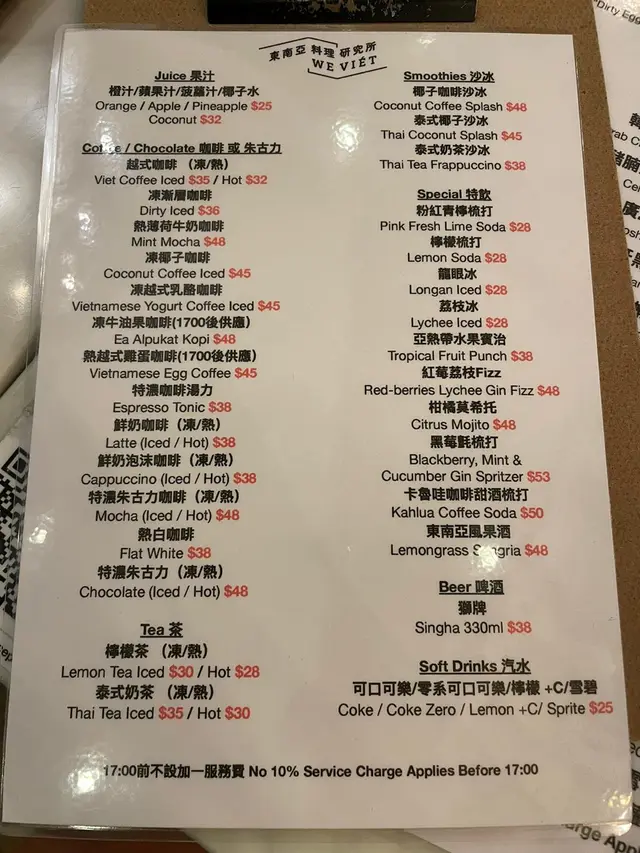 東南亞料理研究所
WE VIÉT
Juice 果汁
橙汁/蘋果汁/菠蘿汁/椰子水
Orange / Apple / Pineapple $25
Coconut $32
Coffee / Chocolate 咖啡 或 朱古力
越式咖啡 （凍/熱）
Viet Coffee Iced $35 / Hot $32
凍漸層咖啡
Dirty Iced $36
熱薄荷牛奶咖啡
Mint Mocha $48
凍椰子咖啡
Coconut Coffee Iced $45
凍越式乳酪咖啡
Vietnamese Yogurt Coffee Iced $45
凍牛油果咖啡(1700後供應)
Ea Alpukat Kopi $48
熱越式雞蛋咖啡(1700後供應)
Vietnamese Egg Coffee $45
特濃咖啡湯力
Espresso Tonic $38
鮮奶咖啡（凍/熱）
Latte (Iced / Hot) $38
鮮奶泡沫咖啡（凍/熱）
Cappuccino (Iced / Hot) $38
特濃朱古力咖啡（凍/熱）
Mocha (Iced / Hot) $48
熱白咖啡
Flat White $38
特濃朱古力（凍/熱）
Chocolate (Iced / Hot) $48
Tea 茶
檸檬茶 （凍/熱）
Lemon Tea Iced $30 / Hot $28
泰式奶茶 （凍/熱）
Thai Tea Iced $35 / Hot $30
Smoothies 沙冰
椰子咖啡沙冰
Coconut Coffee Splash $48
泰式椰子沙冰
Thai Coconut Splash $45
泰式奶茶沙冰
Thai Tea Frappuccino $38
Special 特飲
粉紅青檸梳打
Pink Fresh Lime Soda $28
檸檬梳打
Lemon Soda $28
龍眼冰
Longan Iced $28
荔枝冰
Lychee Iced $28
亞熱帶水果賓治
Tropical Fruit Punch $38
紅莓荔枝Fizz
Red-berries Lychee Gin Fizz $48
柑橘莫希托
Citrus Mojito $48
黑莓氈梳打
Blackberry, Mint &
Cucumber Gin Spritzer $53
卡魯哇咖啡甜酒梳打
Kahlua Coffee Soda $50
東南亞風果酒
Lemongrass Sangria $48
Beer 啤酒
獅牌
Singha 330ml $38
Soft Drinks 汽水
可口可樂/零系可口可樂/檸檬 +C/雪碧
Coke / Coke Zero / Lemon +C/ Sprite $25
17:00前不設加一服務費 No 10% Service Charge Applies Before 17:00